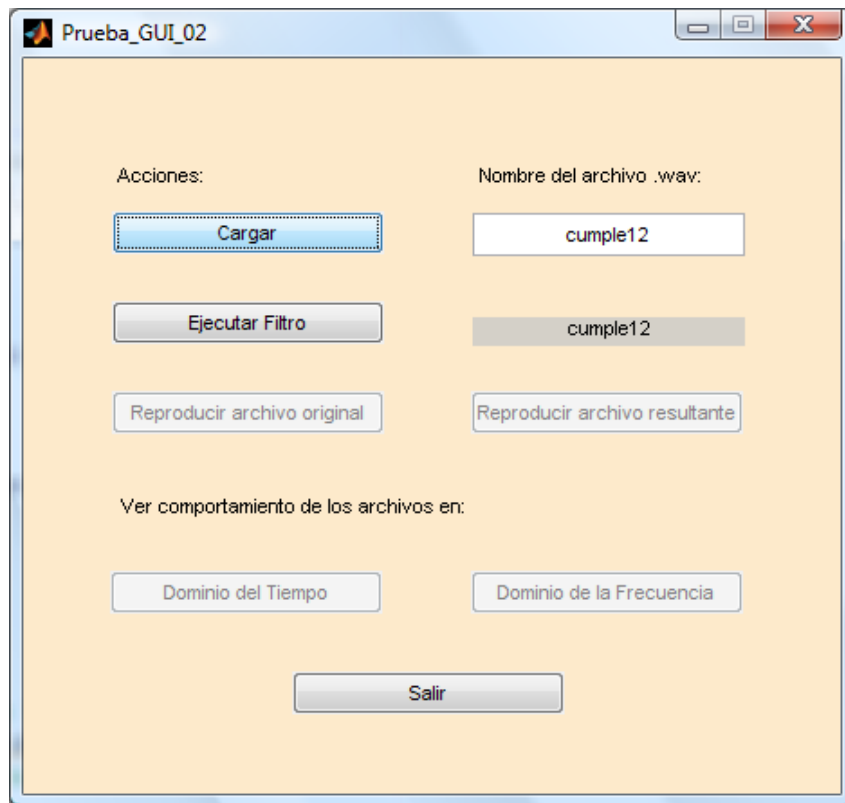 Prueba_GUI_02
Acciones:
Nombre del archivo .wav:
Cargar
cumple12
Ejecutar Filtro
cumple12
Reproducir archivo original
Reproducir archivo resultante
Ver comportamiento de los archivos en:
Dominio del Tiempo
Dominio de la Frecuencia
Salir